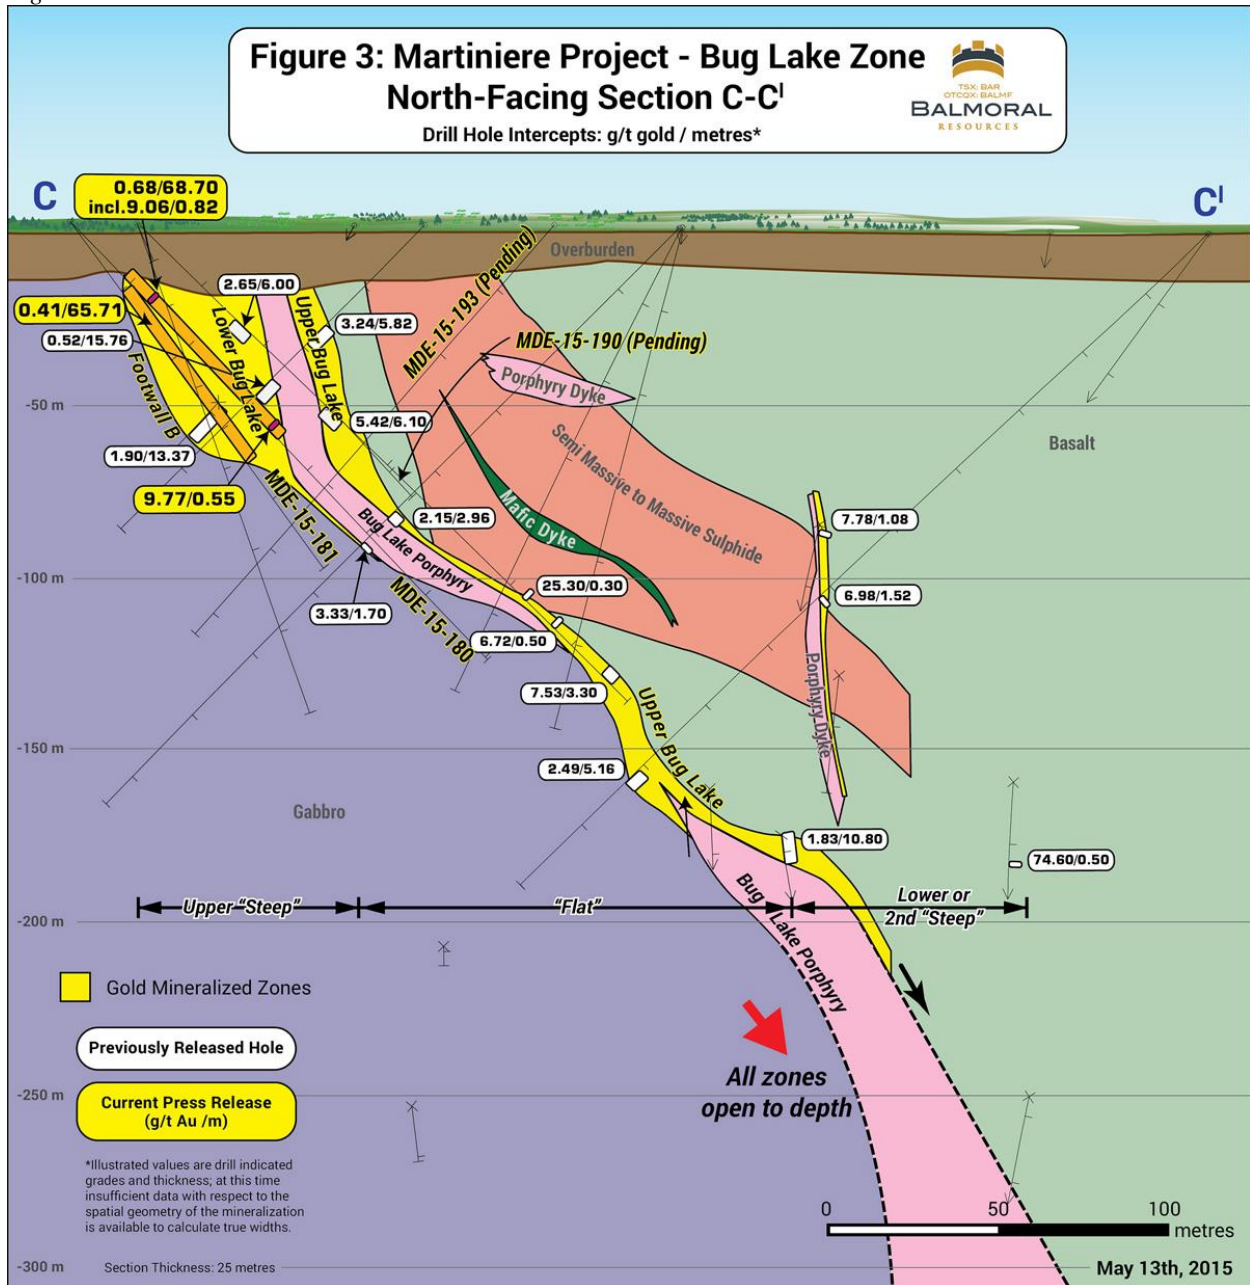 Figure 3: Martiniere Project - Bug Lake Zone
North-Facing Section C-Cᴵ
Drill Hole Intercepts: g/t gold / metres*
TSX: BAR
OTCQX: BALMF
BALMORAL
RESOURCES
C
Cᴵ
0.68/68.70
incl.9.06/0.82
Overburden
0.41/65.71
0.52/15.76
2.65/6.00
3.24/5.82
MDE-15-193 (Pending)
MDE-15-190 (Pending)
Lower Bug Lake
Upper Bug Lake
Footwall B
Porphyry Dyke
-50 m
5.42/6.10
1.90/13.37
9.77/0.55
Semi Massive to Massive Sulphide
Basalt
MDE-15-181
Mafic Dyke
2.15/2.96
Bug Lake Porphyry
7.78/1.08
-100 m
25.30/0.30
6.98/1.52
3.33/1.70
MDE-15-180
6.72/0.50
7.53/3.30
Porphyry Dyke
Upper Bug Lake
-150 m
2.49/5.16
Gabbro
1.83/10.80
74.60/0.50
Upper "Steep"
"Flat"
Lower or
2nd "Steep"
Bug Lake Porphyry
-200 m
Gold Mineralized Zones
Previously Released Hole
Current Press Release
(g/t Au /m)
All zones
open to depth
-250 m
*Illustrated values are drill indicated
grades and thickness; at this time
insufficient data with respect to the
spatial geometry of the mineralization
is available to calculate true widths.
0 50 100
metres
-300 m
Section Thickness: 25 metres
May 13th, 2015